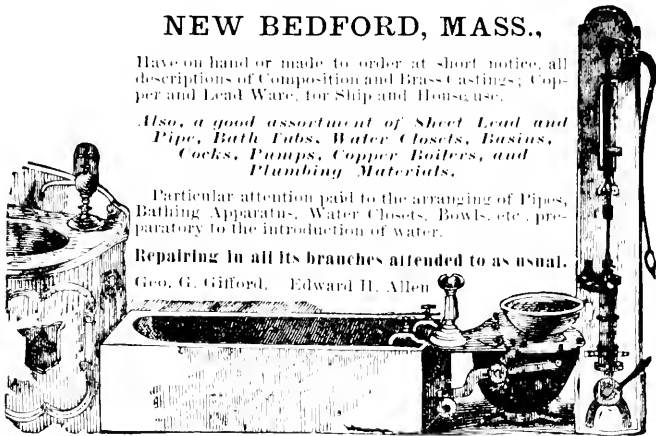 NEW BEDFORD, MASS.,
Have on hand or made to order at short notice, all
descriptions of Composition and Brass Castings; Cop-
per and Lead Ware, for Ship and House use.
Also, a good assortment of Sheet Lead and
Pipe, Bath Tubs, Water Closets, Basins,
Cocks, Pumps, Copper Boilers, and
Plumbing Materials.
Particular attention paid to the arranging of Pipes,
Bathing Apparatus, Water Closets, Bowls, etc., pre-
paratory to the introduction of water.
Repairing in all its branches attended to as usual.
Geo. G. Gifford, Edward H. Allen